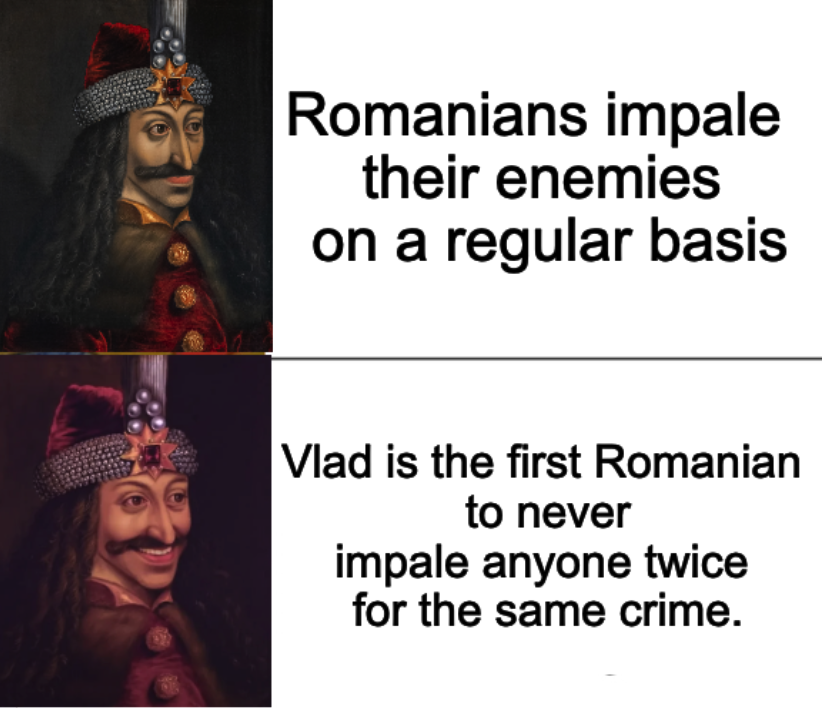 Romanians impale
their enemies
on a regular basis
Vlad is the first Romanian
to never
impale anyone twice
for the same crime.